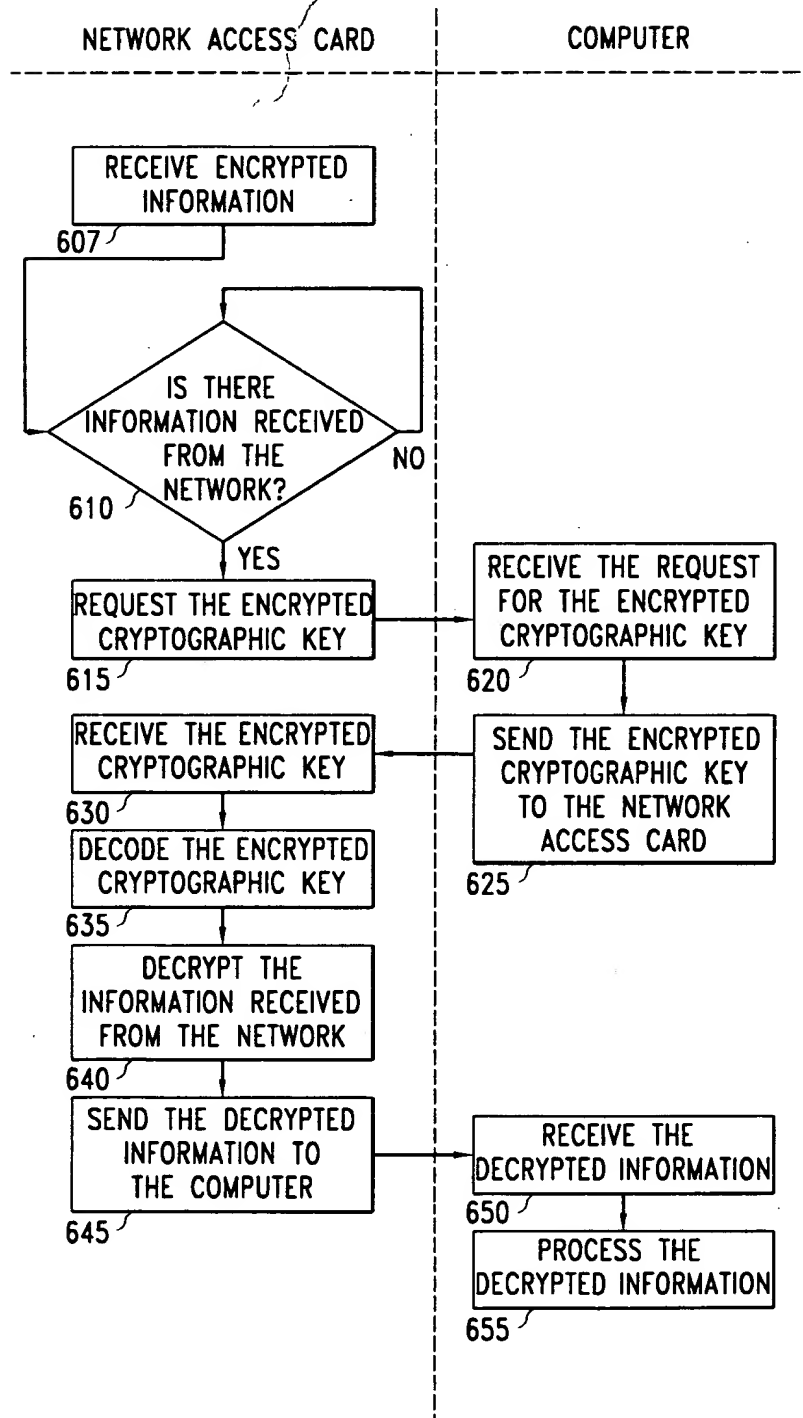 NETWORK ACCESS CARD
COMPUTER
RECEIVE ENCRYPTED
INFORMATION
607
IS THERE
INFORMATION RECEIVED
FROM THE
NETWORK?
NO
610
YES
REQUEST THE ENCRYPTED
CRYPTOGRAPHIC KEY
615
RECEIVE THE REQUEST
FOR THE ENCRYPTED
CRYPTOGRAPHIC KEY
620
SEND THE ENCRYPTED
CRYPTOGRAPHIC KEY
TO THE NETWORK
ACCESS CARD
625
RECEIVE THE ENCRYPTED
CRYPTOGRAPHIC KEY
630
DECODE THE ENCRYPTED
CRYPTOGRAPHIC KEY
635
DECRYPT THE
INFORMATION RECEIVED
FROM THE NETWORK
640
SEND THE DECRYPTED
INFORMATION TO
THE COMPUTER
645
RECEIVE THE
DECRYPTED INFORMATION
650
PROCESS THE
DECRYPTED INFORMATION
655